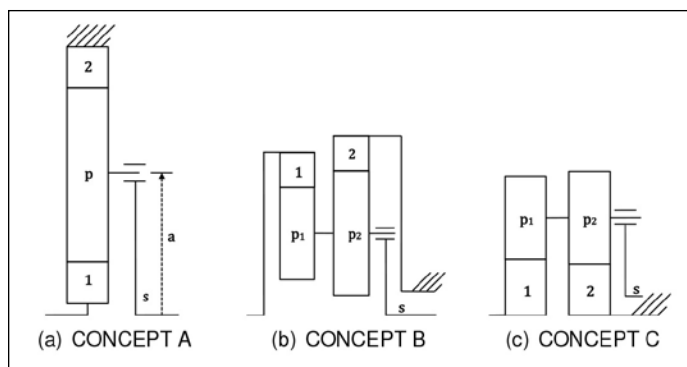 2
p
1
a
s
(a) CONCEPT A
1
2
p1
p2
s
(b) CONCEPT B
p1
p2
1
2
s
(c) CONCEPT C